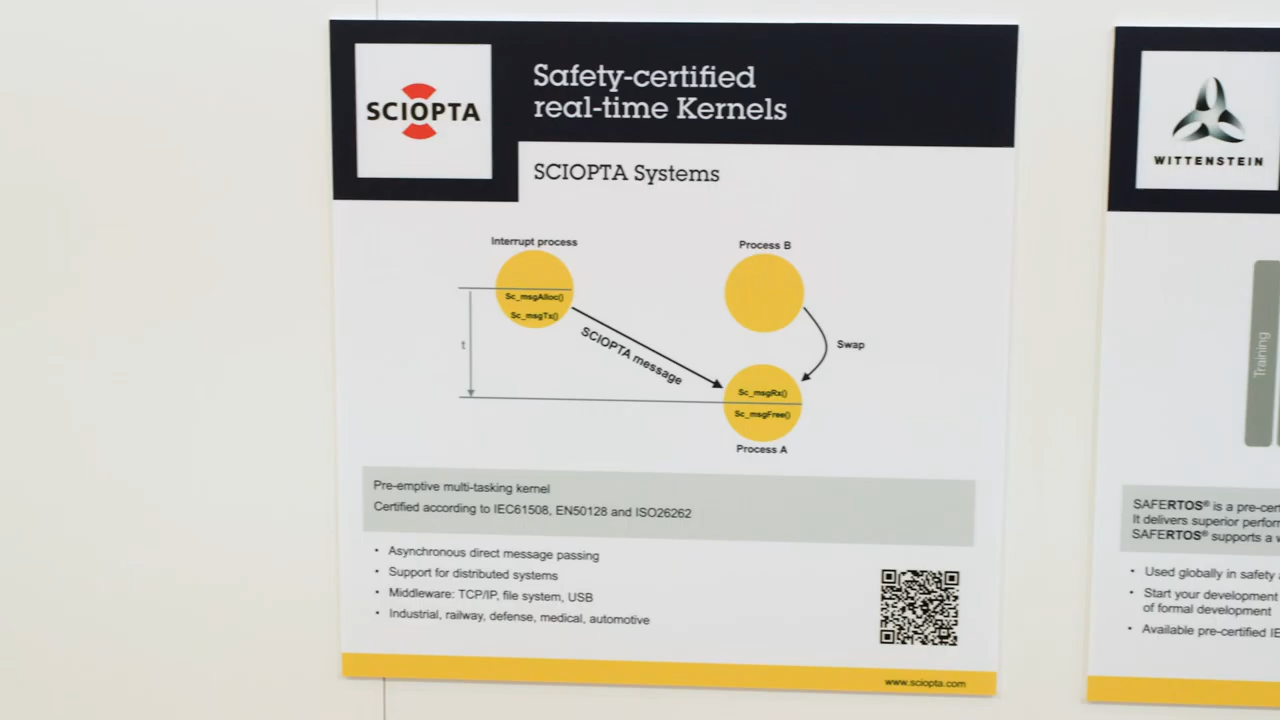 SCIOPTA
Safety-certified
real-time Kernels
SCIOPTA Systems
Interrupt process
Sc_msgAlloc()
Sc_msgTx()
t
SCIOPTA message
Process B
Swap
Sc_msgRx()
Sc_msgFree()
Process A
Pre-emptive multi-tasking kernel
Certified according to IEC61508, EN50128 and ISO26262
• Asynchronous direct message passing
• Support for distributed systems
• Middleware: TCP/IP, file system, USB
• Industrial, railway, defense, medical, automotive
www.sciopta.com
WITTENSTEIN
Training
SAFERTOS® is a pre-cer
It delivers superior perfor
SAFERTOS® supports a
• Used globally in safety
• Start your development
of formal development
• Available pre-certified